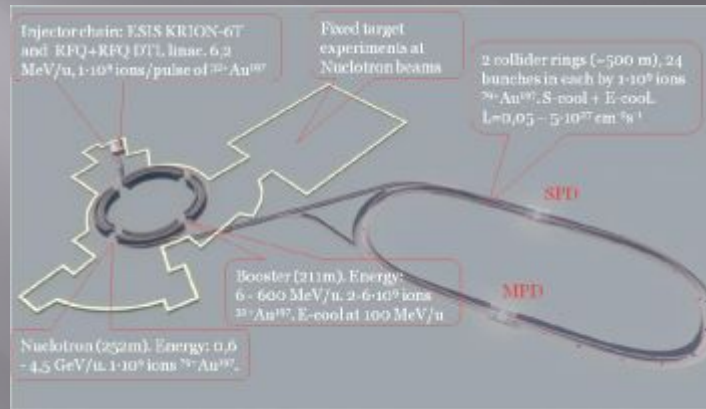 Injector chain: ESIS KRION-6T
and RFQ+RFQ DTL linac. 6,2
MeV/u, 1·10⁹ ions/pulse of ³²⁺Au¹⁹⁷
Fixed target
experiments at
Nuclotron beams
2 collider rings (~500 m), 24
bunches in each by 1·10⁹ ions
⁷⁹⁺Au¹⁹⁷. S-cool + E-cool.
L=0,05 – 5·10²⁷ cm⁻²s⁻¹
SPD
MPD
Booster (211m). Energy:
6 - 600 MeV/u. 2-6·10⁹ ions
³²⁺Au¹⁹⁷. E-cool at 100 MeV/u
Nuclotron (252m). Energy: 0,6
- 4,5 GeV/u. 1·10⁹ ions ⁷⁹⁺Au¹⁹⁷.